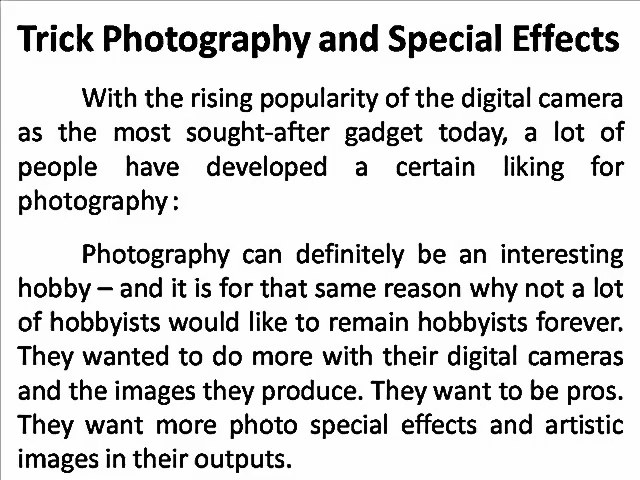 Trick Photography and Special Effects
With the rising popularity of the digital camera
as the most sought-after gadget today, a lot of
people have developed a certain liking for
photography :
Photography can definitely be an interesting
hobby – and it is for that same reason why not a lot
of hobbyists would like to remain hobbyists forever.
They wanted to do more with their digital cameras
and the images they produce. They want to be pros.
They want more photo special effects and artistic
images in their outputs.